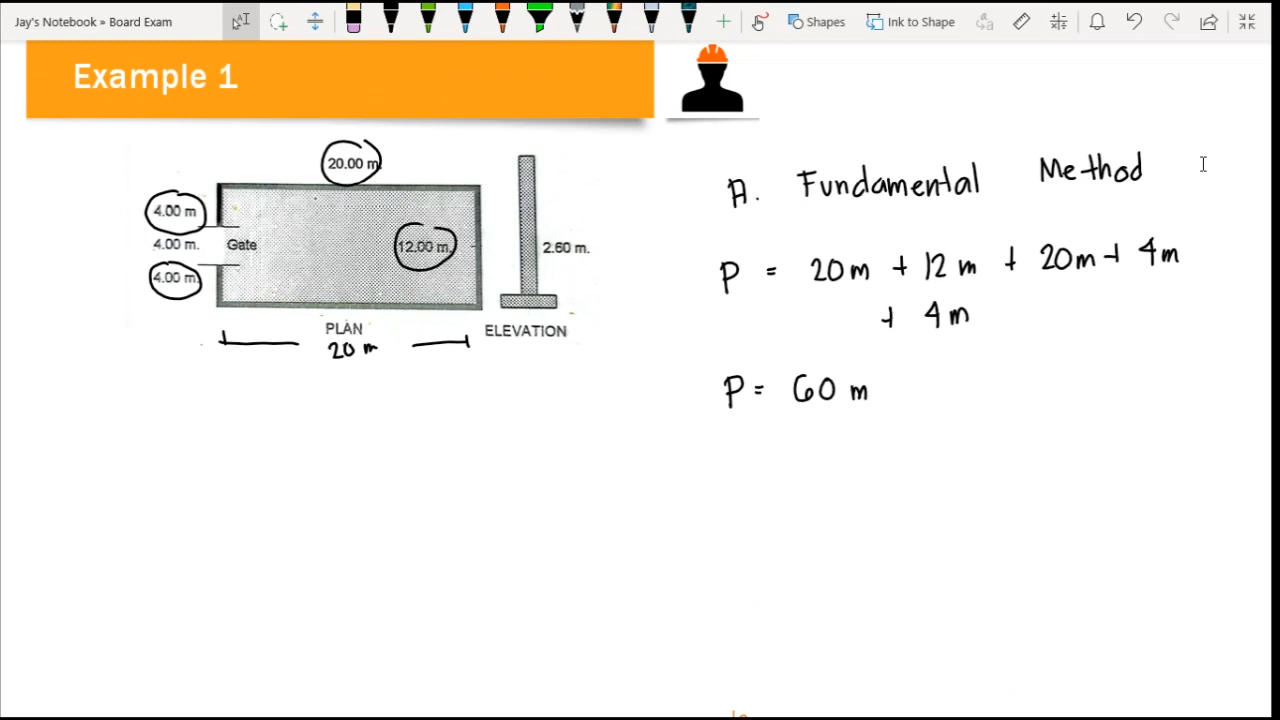 Jay's Notebook » Board Exam
Shapes
Ink to Shape
Example 1
20.00 m.
4.00 m
4.00 m. Gate
12.00 m.
2.60 m.
4.00 m.
PLAN
ELEVATION
20 m
A. Fundamental Method
P = 20m + 12 m + 20m + 4m
+ 4m
P = 60 m